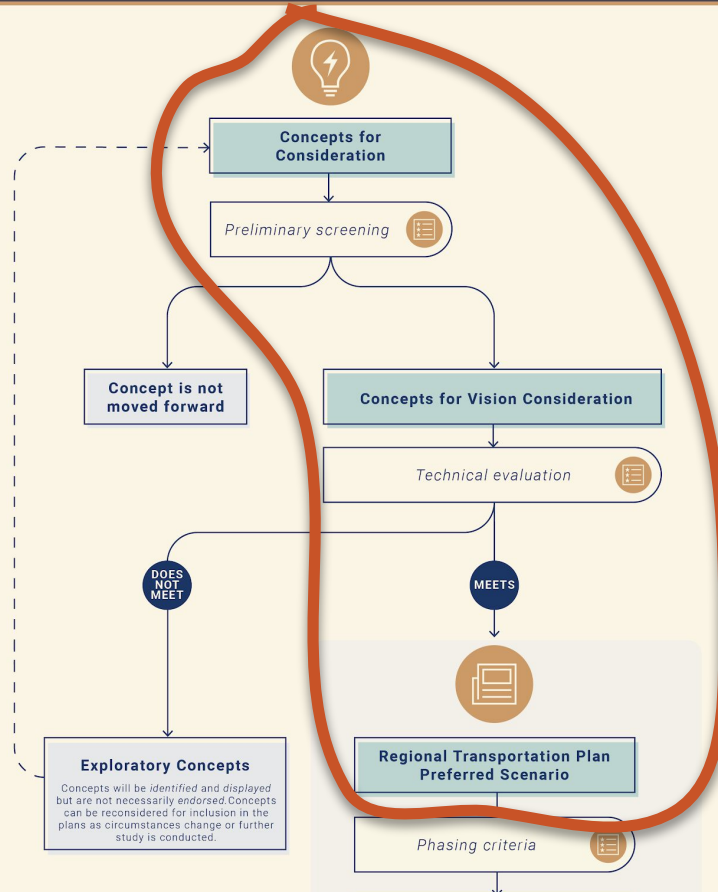 Concepts for
Consideration
Preliminary screening
Concept is not
moved forward
Concepts for Vision Consideration
Technical evaluation
DOES
NOT
MEET
MEETS
Exploratory Concepts
Concepts will be identified and displayed
but are not necessarily endorsed.Concepts
can be reconsidered for inclusion in the
plans as circumstances change or further
study is conducted.
Regional Transportation Plan
Preferred Scenario
Phasing criteria